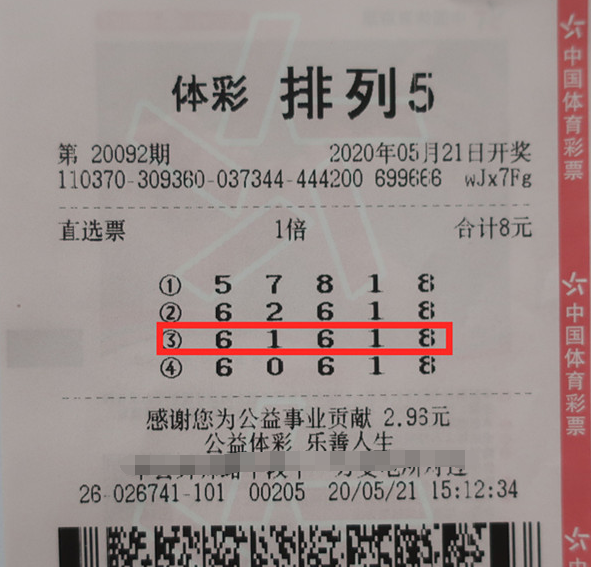 体彩 排列5
第 20092期 2020年05月21日开奖
110370-309360-037344-444200 699666 wJx7Fg
直选票 1倍 合计8元
① 5 7 8 1 8
② 6 2 6 1 8
③ 6 1 6 1 8
④ 6 0 6 1 8
感谢您为公益事业贡献 2.96元
公益体彩 乐善人生
26-026741-101 00205 20/05/21 15:12:34
中国体育彩票
中国体育彩票
中